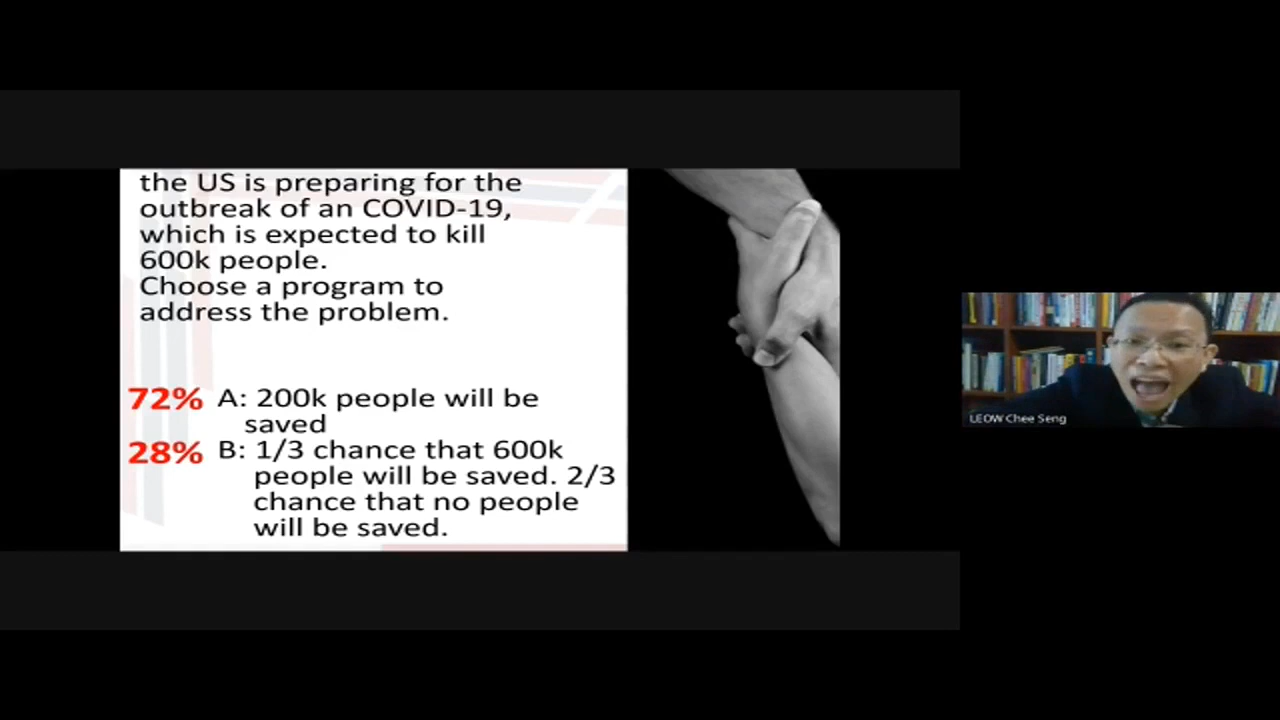 the US is preparing for the
outbreak of an COVID-19,
which is expected to kill
600k people.
Choose a program to
address the problem.
72% A: 200k people will be
saved
28% B: 1/3 chance that 600k
people will be saved. 2/3
chance that no people
will be saved.
LEOW Chee Seng